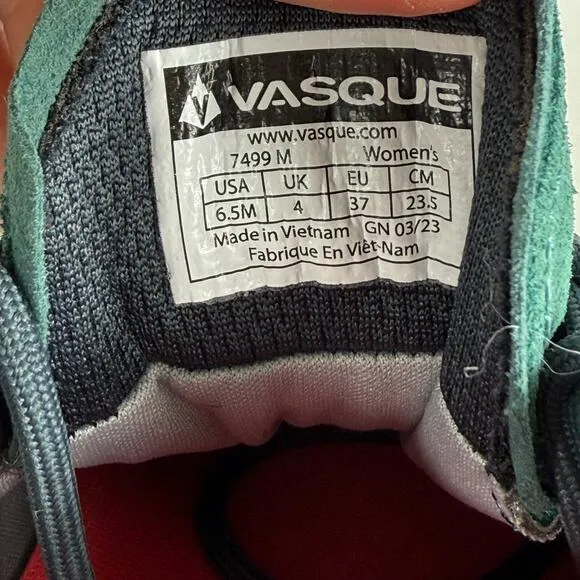 VASQUE
www.vasque.com
7499 M Women's
USA UK EU CM
6.5M 4 37 23.5
Made in Vietnam GN 03/23
Fabrique En Việt-Nam